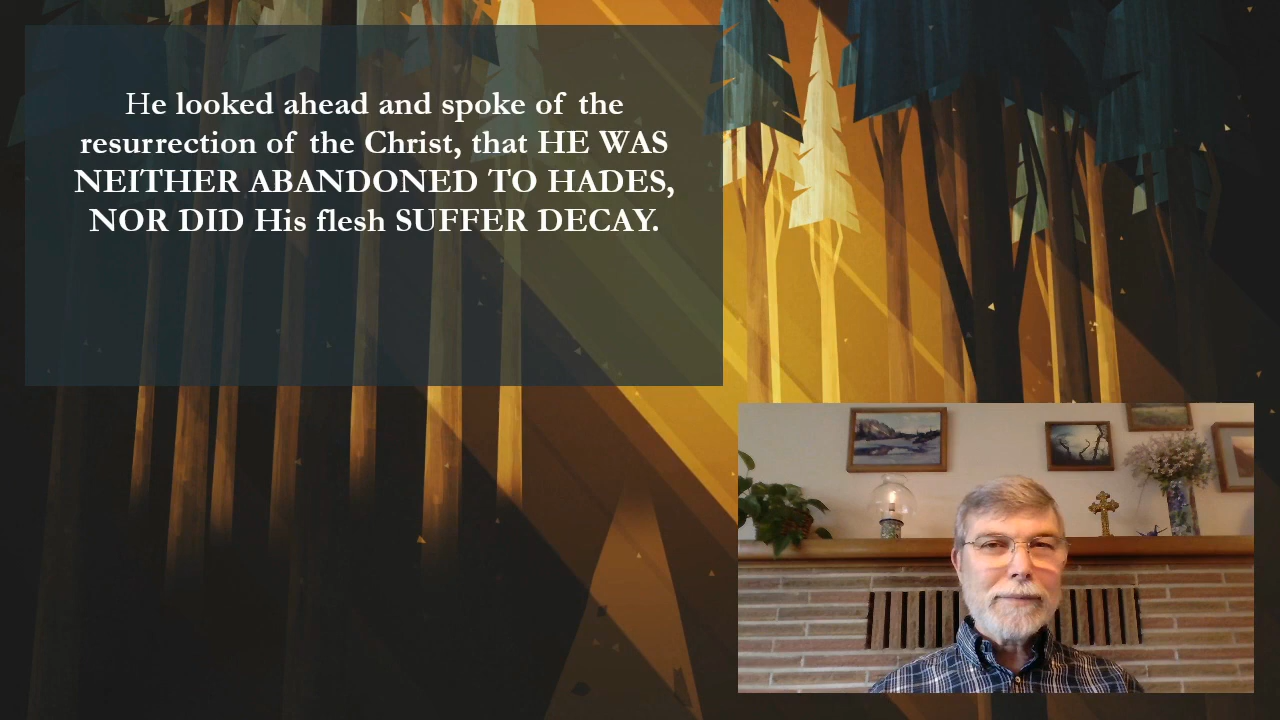 He looked ahead and spoke of the
resurrection of the Christ, that HE WAS
NEITHER ABANDONED TO HADES,
NOR DID His flesh SUFFER DECAY.